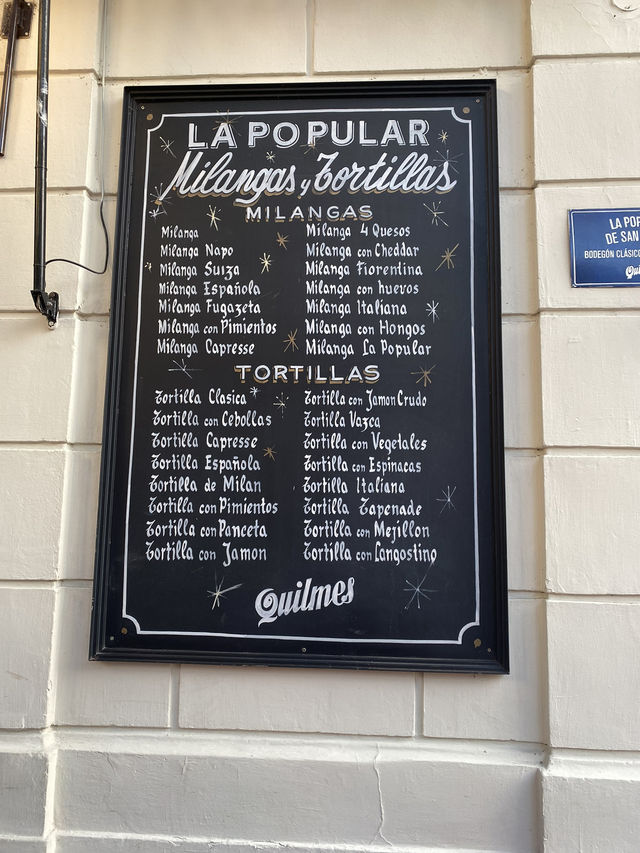 LA POPULAR
Milangas y Tortillas
MILANGAS
Milanga
Milanga Napo
Milanga Suiza
Milanga Española
Milanga Fugazeta
Milanga con Pimientos
Milanga Capresse
Milanga 4 Quesos
Milanga con Cheddar
Milanga Fiorentina
Milanga con huevos
Milanga Italiana
Milanga con Hongos
Milanga La Popular
TORTILLAS
Tortilla Clasica
Tortilla con Cebollas
Tortilla Capresse
Tortilla Española
Tortilla de Milan
Tortilla con Pimientos
Tortilla con Panceta
Tortilla con Jamon
Tortilla con Jamon Crudo
Tortilla Vazca
Tortilla con Vegetales
Tortilla con Espinacas
Tortilla Italiana
Tortilla Tapenade
Tortilla con Mejillon
Tortilla con Langostino
Quilmes
LA
DE SAN
BODEGÓN